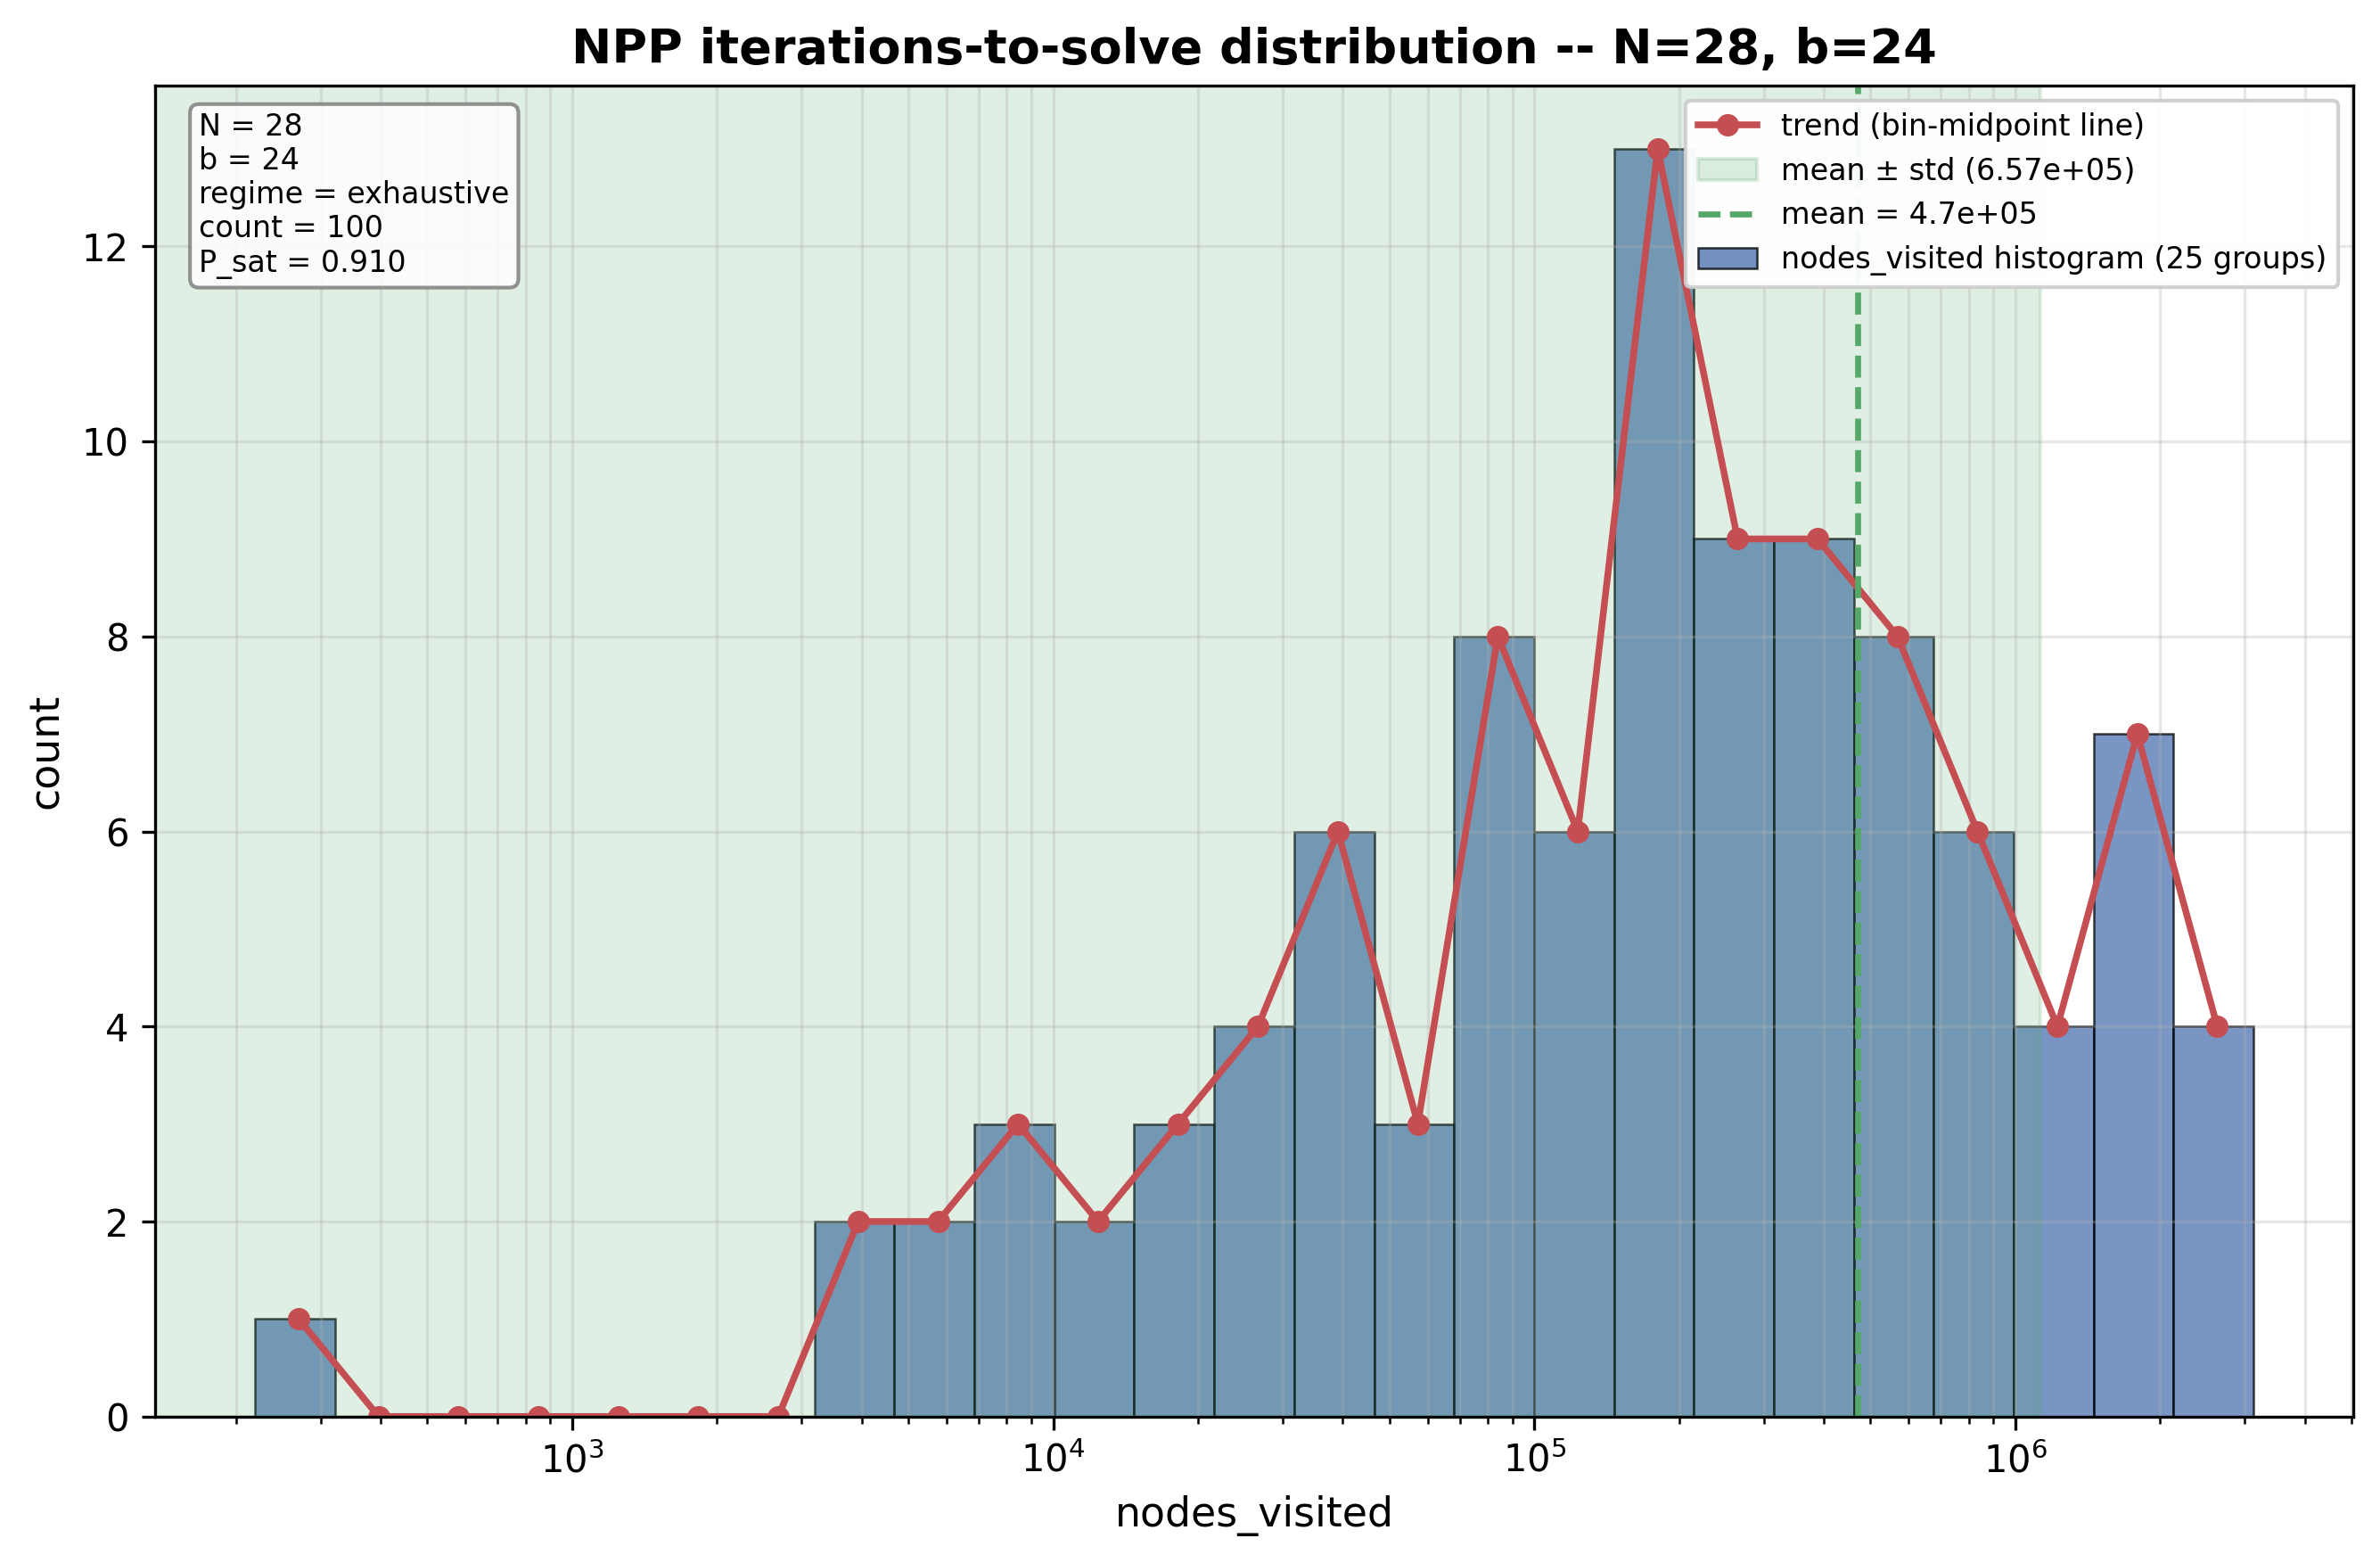 NPP iterations-to-solve distribution -- N=28, b=24
N = 28
b = 24
regime = exhaustive
count = 100
P_sat = 0.910
trend (bin-midpoint line)
mean ± std (6.57e+05)
mean = 4.7e+05
nodes_visited histogram (25 groups)
count
12
10
8
6
4
2
0
10³
10⁴
10⁵
10⁶
nodes_visited